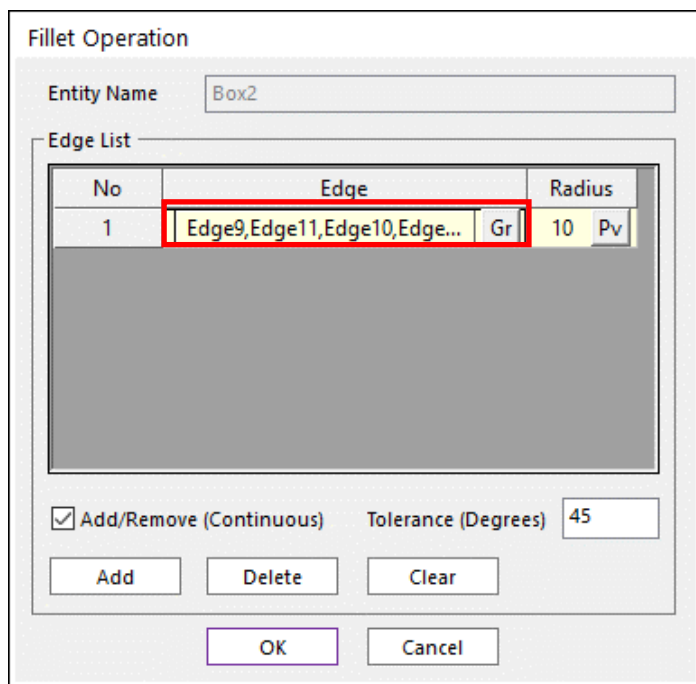 Fillet Operation
Entity Name Box2
Edge List
No Edge Radius
1 Edge9,Edge11,Edge10,Edge... Gr 10 Pv
Add/Remove (Continuous) Tolerance (Degrees) 45
Add Delete Clear
OK Cancel